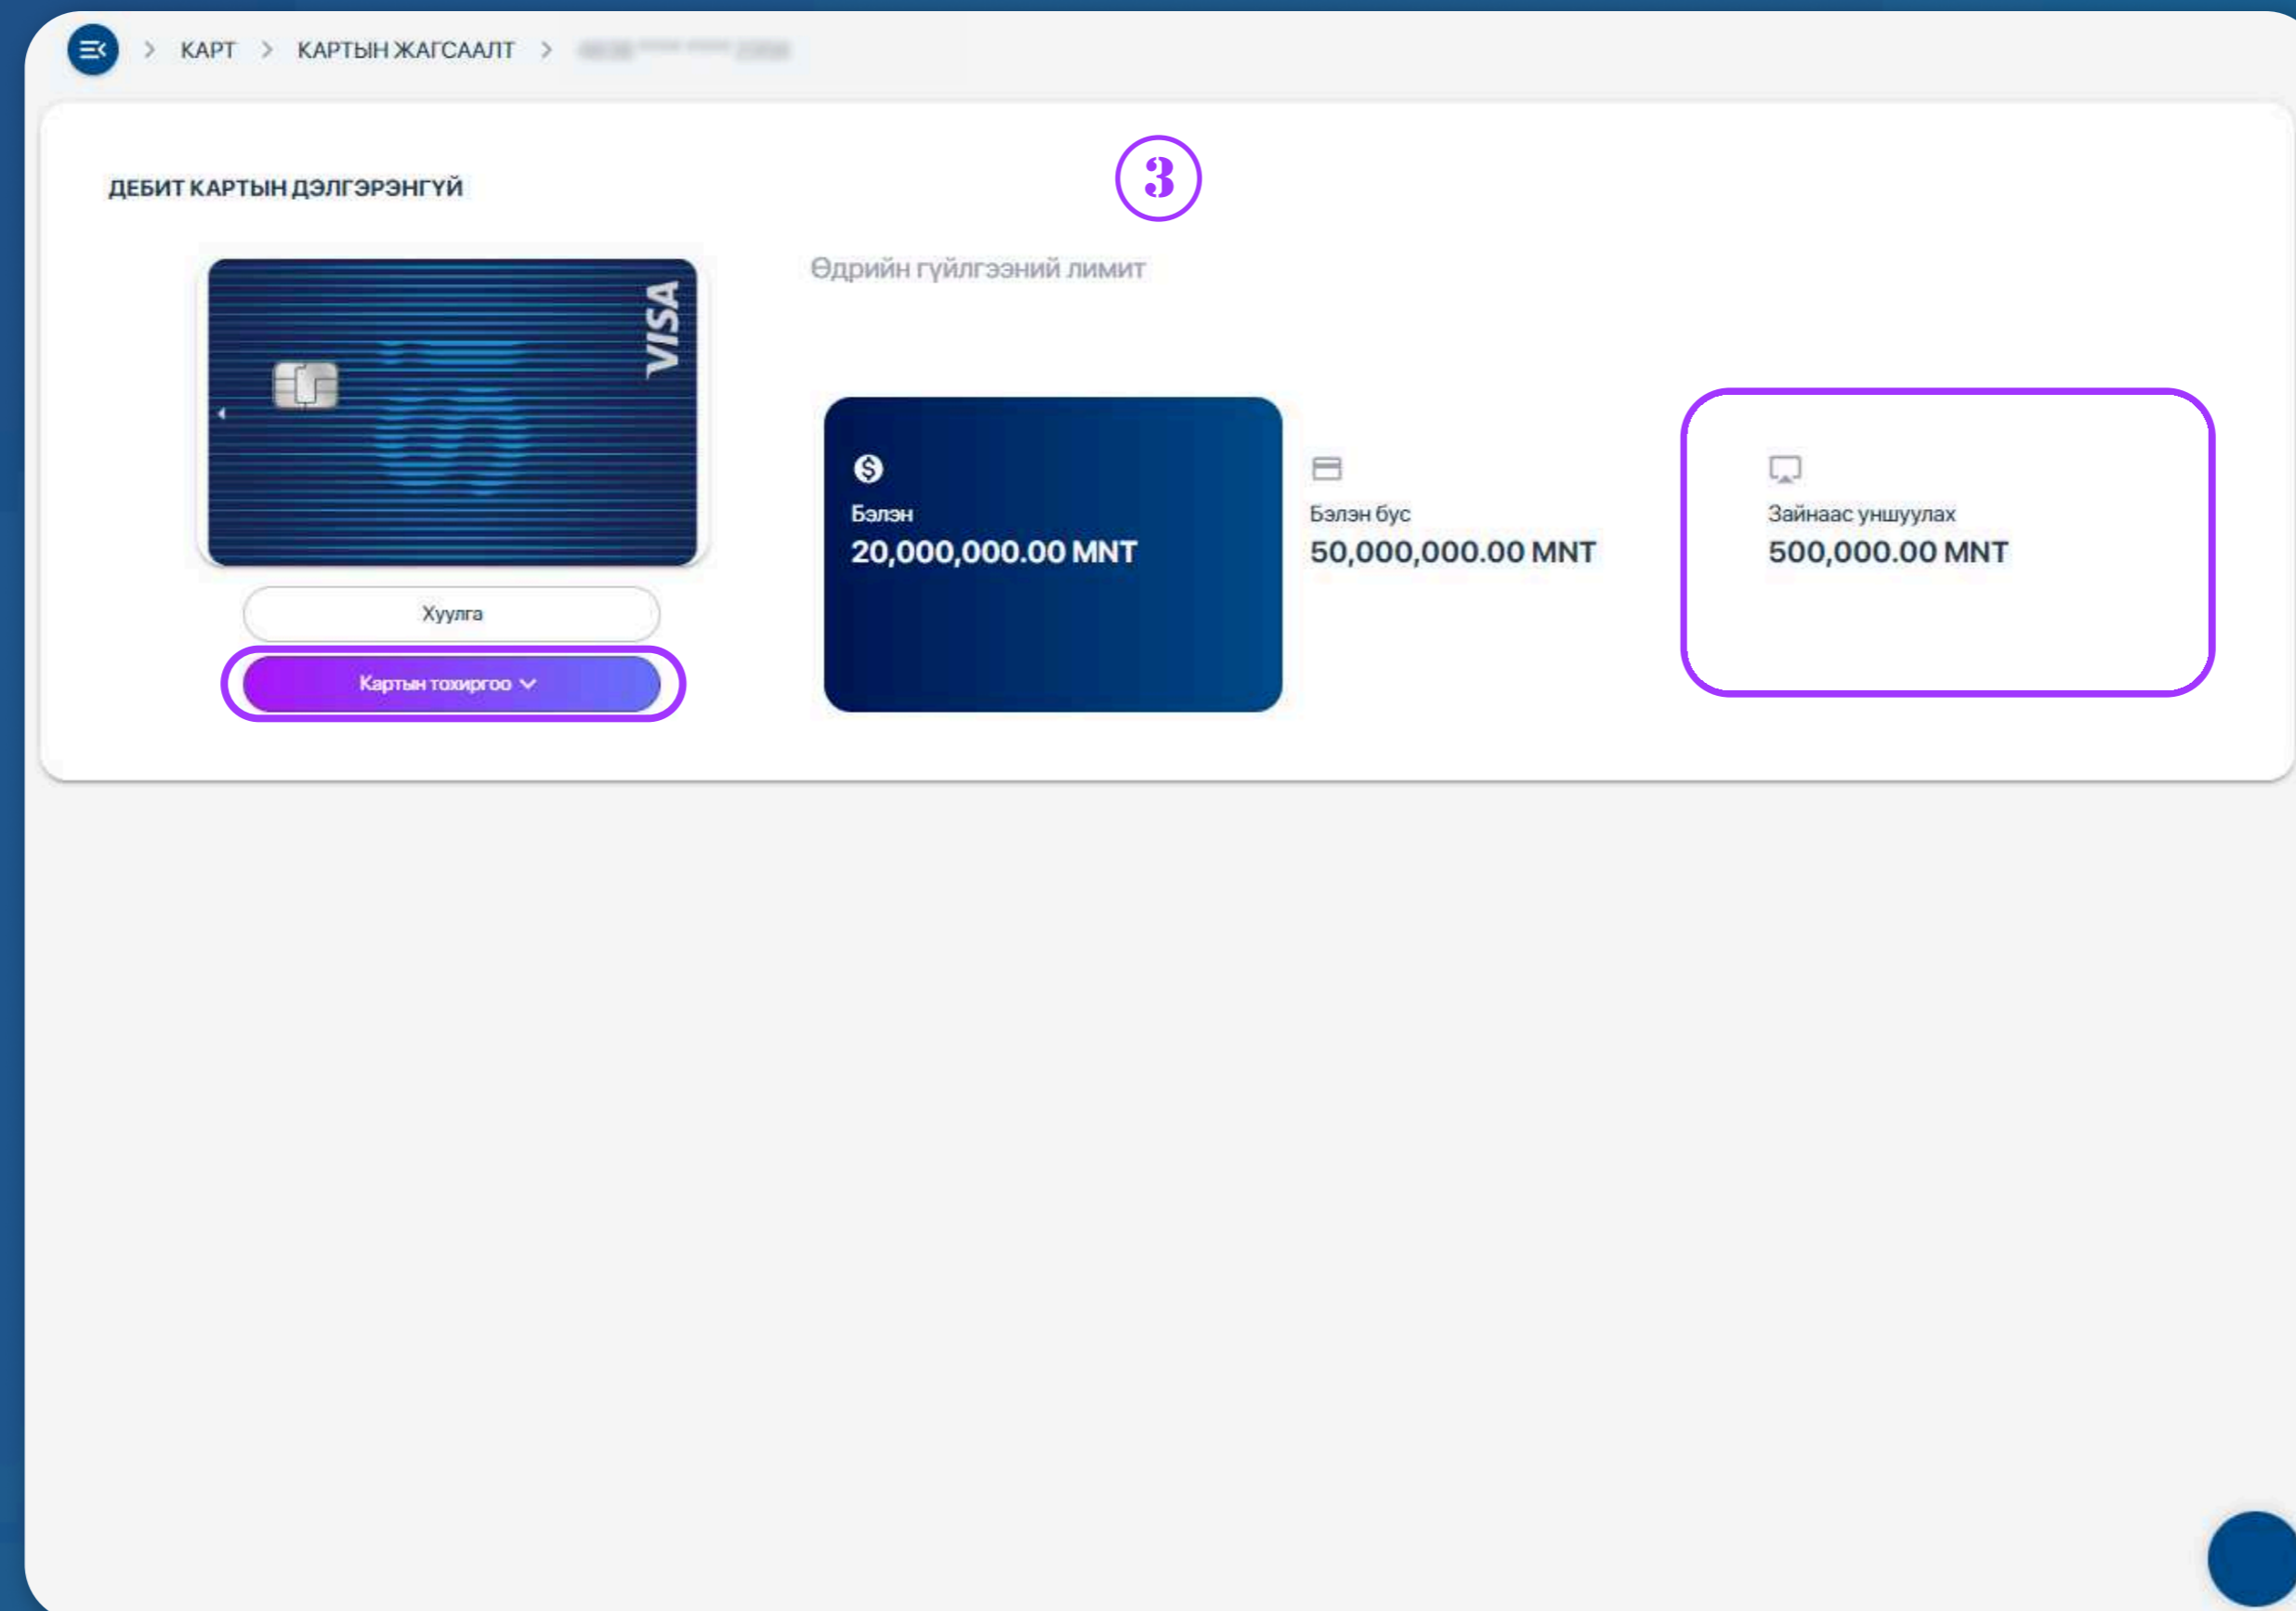 > КАРТ > КАРТЫН ЖАГСААЛТ >
3
ДЕБИТ КАРТЫН ДЭЛГЭРЭНГҮЙ
VISA
Өдрийн гүйлгээний лимит
Бэлэн
20,000,000.00 MNT
Бэлэн бус
50,000,000.00 MNT
Зайнаас уншуулах
500,000.00 MNT
Хуулга
Картын тохиргоо